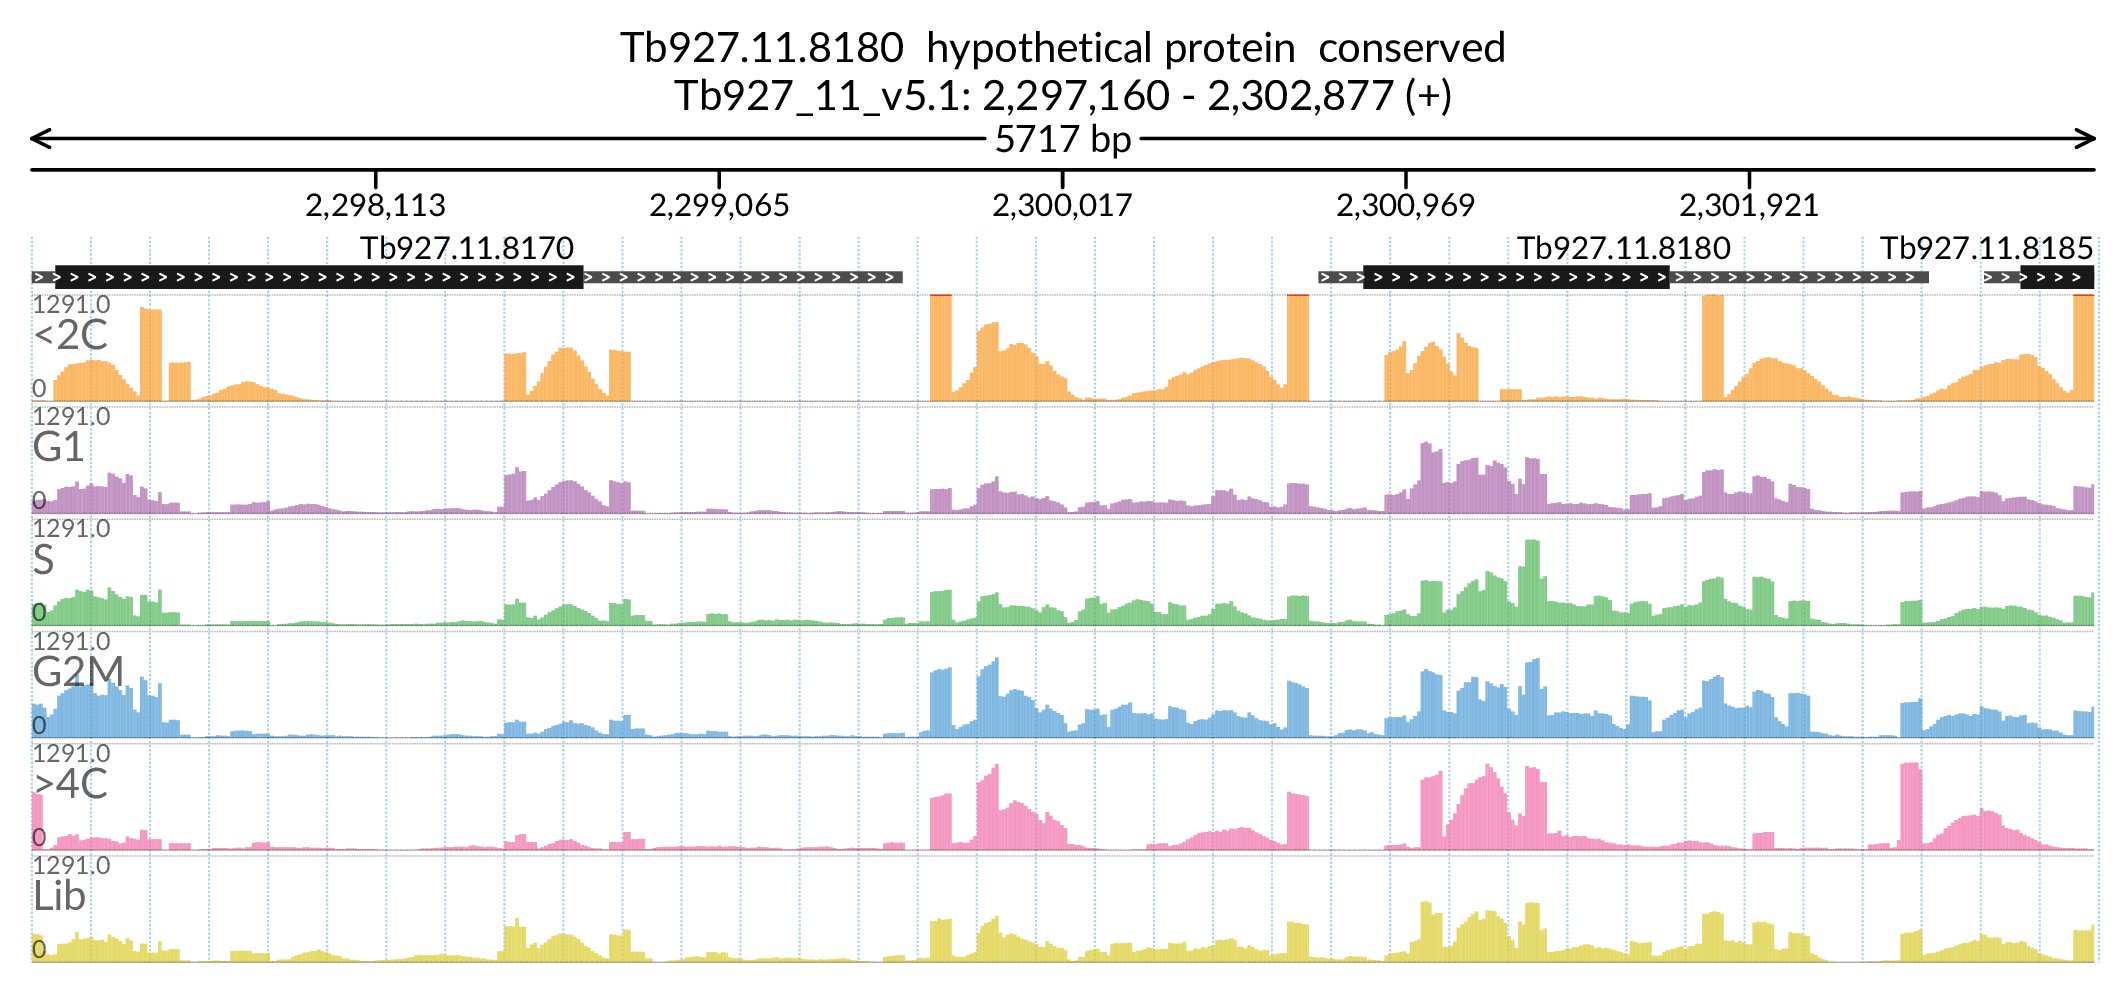 Tb927.11.8180 hypothetical protein conserved
Tb927_11_v5.1: 2,297,160 - 2,302,877 (+)
5717 bp
2,298,113 2,299,065 2,300,017 2,300,969 2,301,921
Tb927.11.8170 Tb927.11.8180 Tb927.11.8185
1291.0
<2C
0
1291.0
G1
0
1291.0
S
0
1291.0
G2M
0
1291.0
>4C
0
1291.0
Lib
0